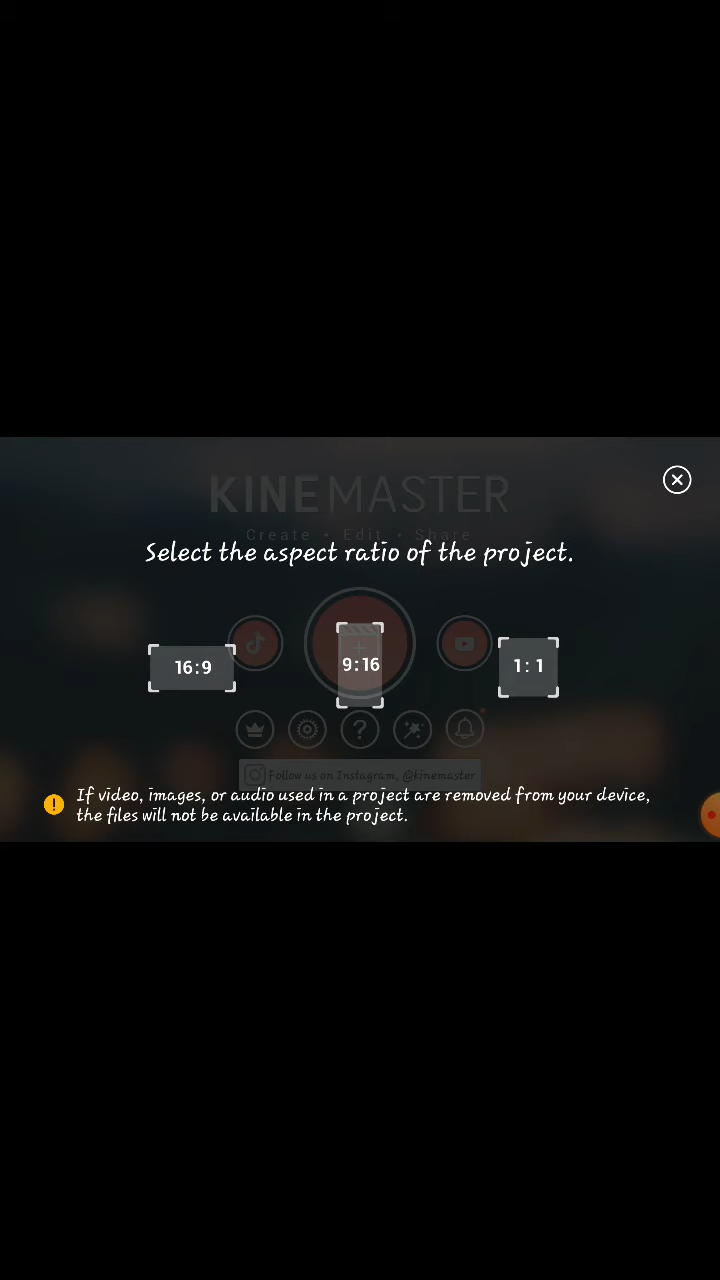 KINEMASTER
Create • Edit • Share
Select the aspect ratio of the project.
16:9
9:16
1:1
Follow us on Instagram, @kinemaster
If video, images, or audio used in a project are removed from your device,
the files will not be available in the project.